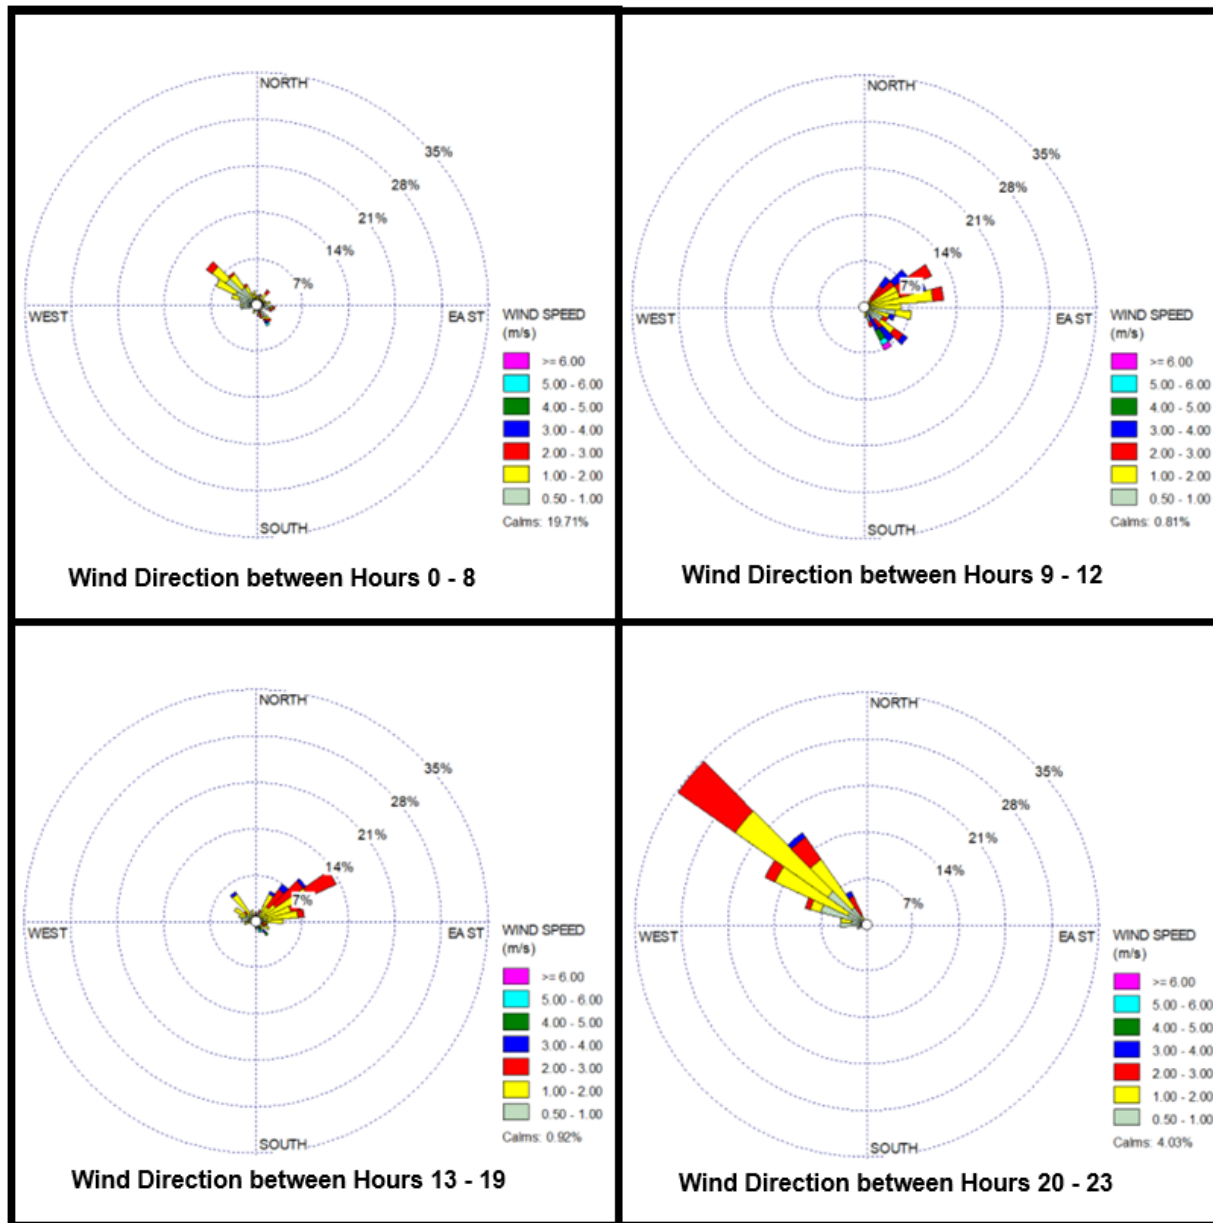 NORTH
35%
28%
21%
14%
7%
WEST
EAST
WIND SPEED
(m/s)
>= 6.00
5.00 - 6.00
4.00 - 5.00
3.00 - 4.00
2.00 - 3.00
1.00 - 2.00
0.50 - 1.00
Calms: 19.71%
SOUTH
Wind Direction between Hours 0 - 8
NORTH
35%
28%
21%
14%
7%
WEST
EAST
WIND SPEED
(m/s)
>= 6.00
5.00 - 6.00
4.00 - 5.00
3.00 - 4.00
2.00 - 3.00
1.00 - 2.00
0.50 - 1.00
Calms: 0.81%
SOUTH
Wind Direction between Hours 9 - 12
NORTH
35%
28%
21%
14%
7%
WEST
EAST
WIND SPEED
(m/s)
>= 6.00
5.00 - 6.00
4.00 - 5.00
3.00 - 4.00
2.00 - 3.00
1.00 - 2.00
0.50 - 1.00
Calms: 0.92%
SOUTH
Wind Direction between Hours 13 - 19
NORTH
35%
28%
21%
14%
7%
WEST
EAST
WIND SPEED
(m/s)
>= 6.00
5.00 - 6.00
4.00 - 5.00
3.00 - 4.00
2.00 - 3.00
1.00 - 2.00
0.50 - 1.00
Calms: 4.03%
SOUTH
Wind Direction between Hours 20 - 23